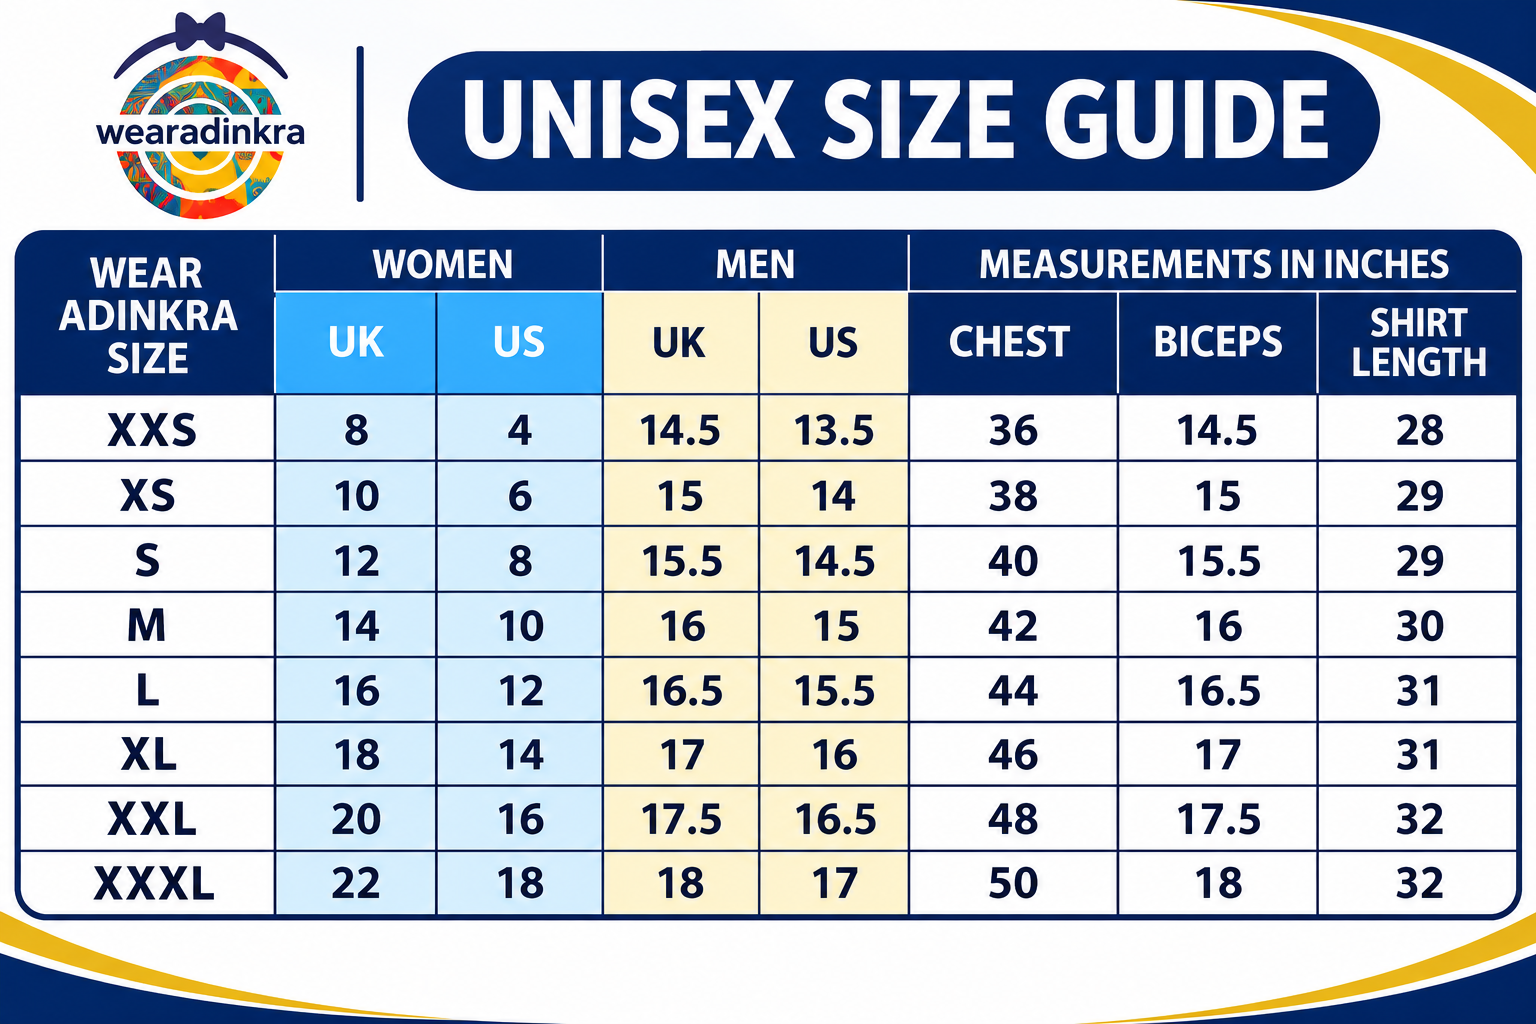 wearadinkra
UNISEX SIZE GUIDE
WEAR ADINKRA SIZE WOMEN MEN MEASUREMENTS IN INCHES
UK US UK US CHEST BICEPS SHIRT LENGTH
XXS 8 4 14.5 13.5 36 14.5 28
XS 10 6 15 14 38 15 29
S 12 8 15.5 14.5 40 15.5 29
M 14 10 16 15 42 16 30
L 16 12 16.5 15.5 44 16.5 31
XL 18 14 17 16 46 17 31
XXL 20 16 17.5 16.5 48 17.5 32
XXXL 22 18 18 17 50 18 32